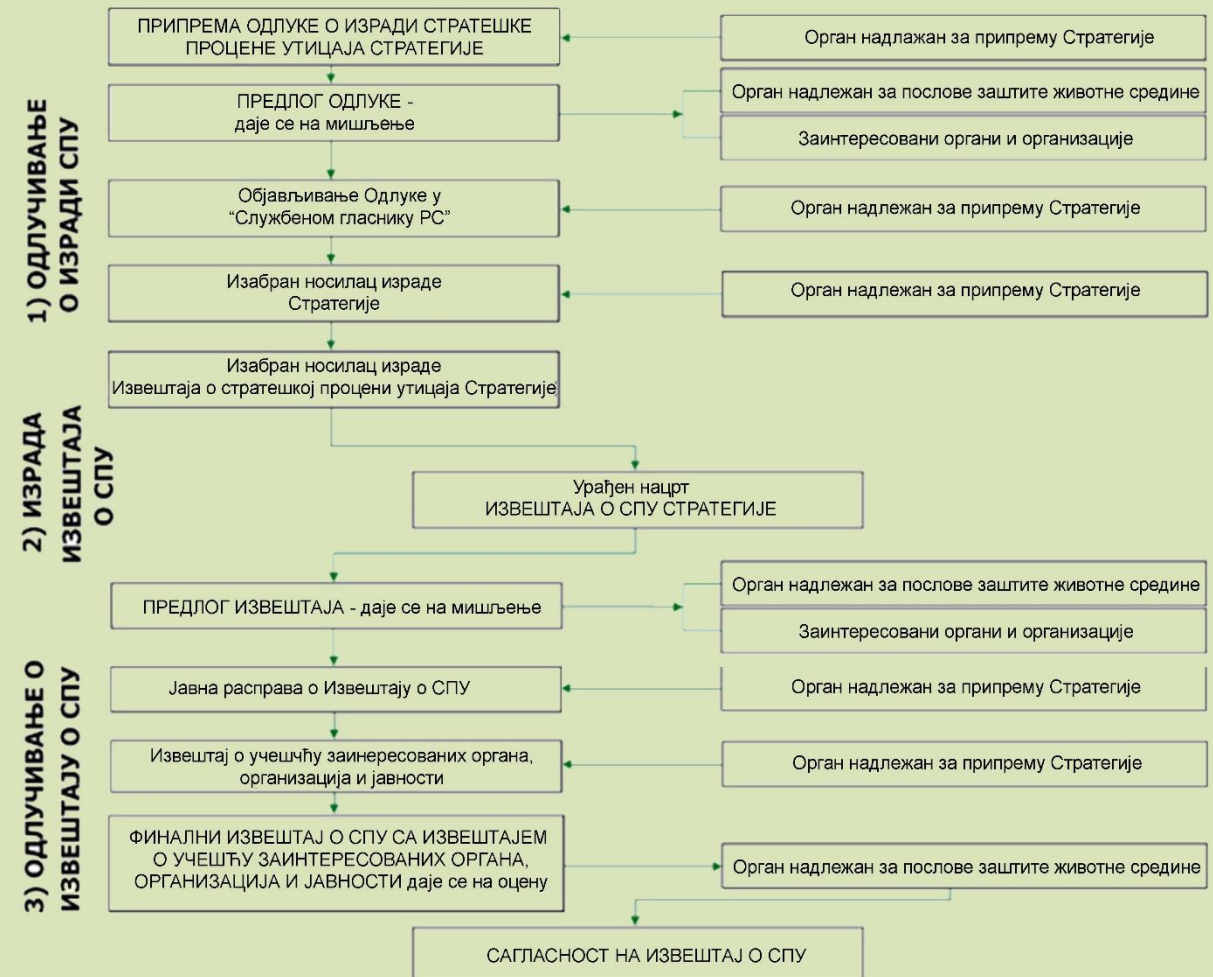 1) ОДЛУЧИВАЊЕ
О ИЗРАДИ СПУ
ПРИПРЕМА ОДЛУКЕ О ИЗРАДИ СТРАТЕШКЕ
ПРОЦЕНЕ УТИЦАЈА СТРАТЕГИЈЕ
Орган надлажан за припрему Стратегије
ПРЕДЛОГ ОДЛУКЕ -
даје се на мишљење
Орган надлежан за послове заштите животне средине
Заинтересовани органи и организације
Објављивање Одлуке у
“Службеном гласнику РС”
Орган надлежан за припрему Стратегије
Изабран носилац израде
Стратегије
Орган надлежан за припрему Стратегије
Изабран носилац израде
Извештаја о стратешкој процени утицаја Стратегије
2) ИЗРАДА
ИЗВЕШТАЈА
О СПУ
Урађен нацрт
ИЗВЕШТАЈА О СПУ СТРАТЕГИЈЕ
3) ОДЛУЧИВАЊЕ О
ИЗВЕШТАЈУ О СПУ
ПРЕДЛОГ ИЗВЕШТАЈА - даје се на мишљење
Орган надлежан за послове заштите животне средине
Заинтересовани органи и организације
Јавна расправа о Извештају о СПУ
Орган надлежан за припрему Стратегије
Извештај о учешчћу заинересованих органа,
организација и јавности
Орган надлежан за припрему Стратегије
ФИНАЛНИ ИЗВЕШТАЈ О СПУ СА ИЗВЕШТАЈЕМ
О УЧЕШЋУ ЗАИНТЕРЕСОВАНИХ ОРГАНА,
ОРГАНИЗАЦИЈА И ЈАВНОСТИ даје се на оцену
Орган надлежан за послове заштите животне средине
САГЛАСНОСТ НА ИЗВЕШТАЈ О СПУ